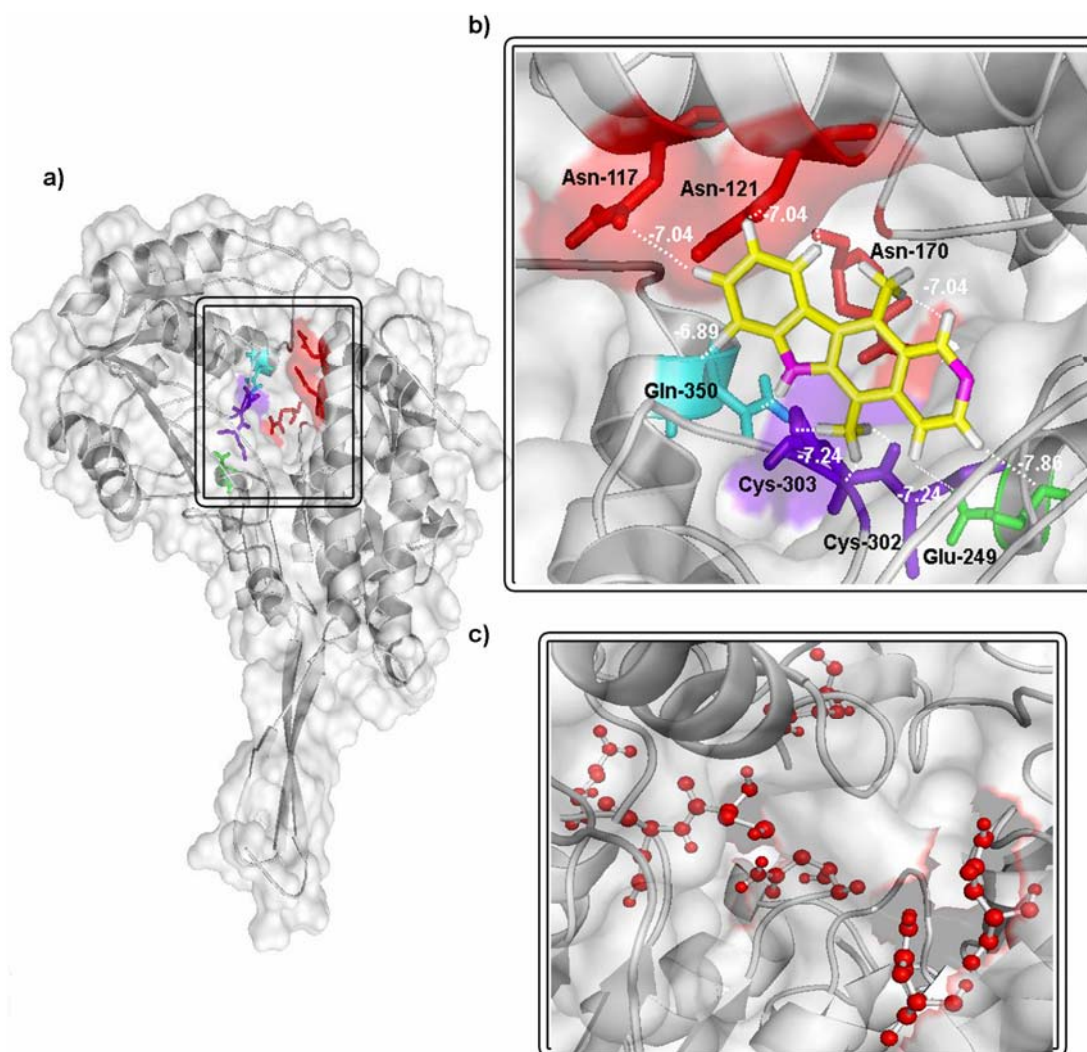 a)
b)
Asn-117
Asn-121
-7.04
-7.04
Asn-170
-7.04
-6.89
Gln-350
-7.24
-7.86
Cys-303
-7.24
Cys-302
Glu-249
c)